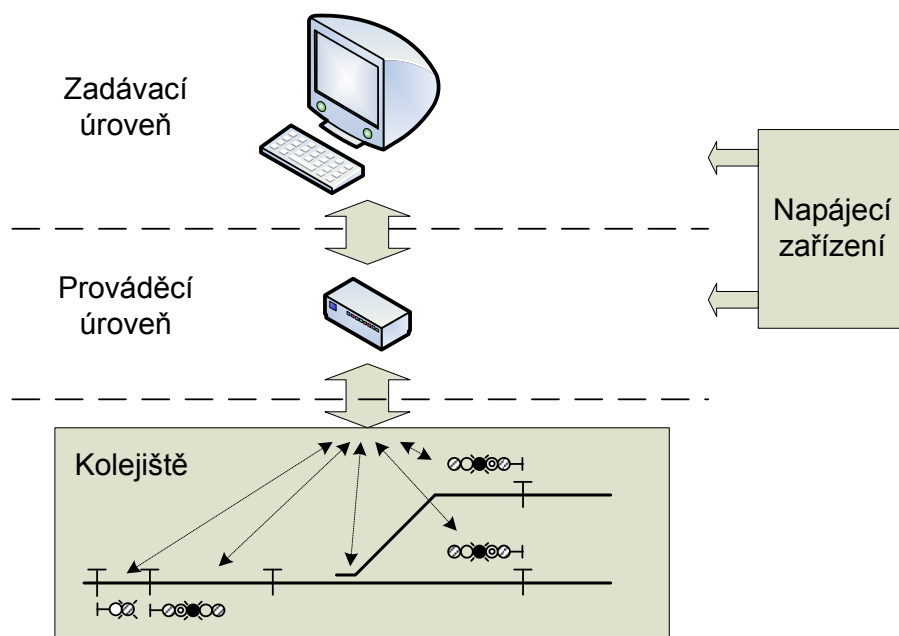 Zadávací
úroveň
Napájecí
zařízení
Prováděcí
úroveň
Kolejiště